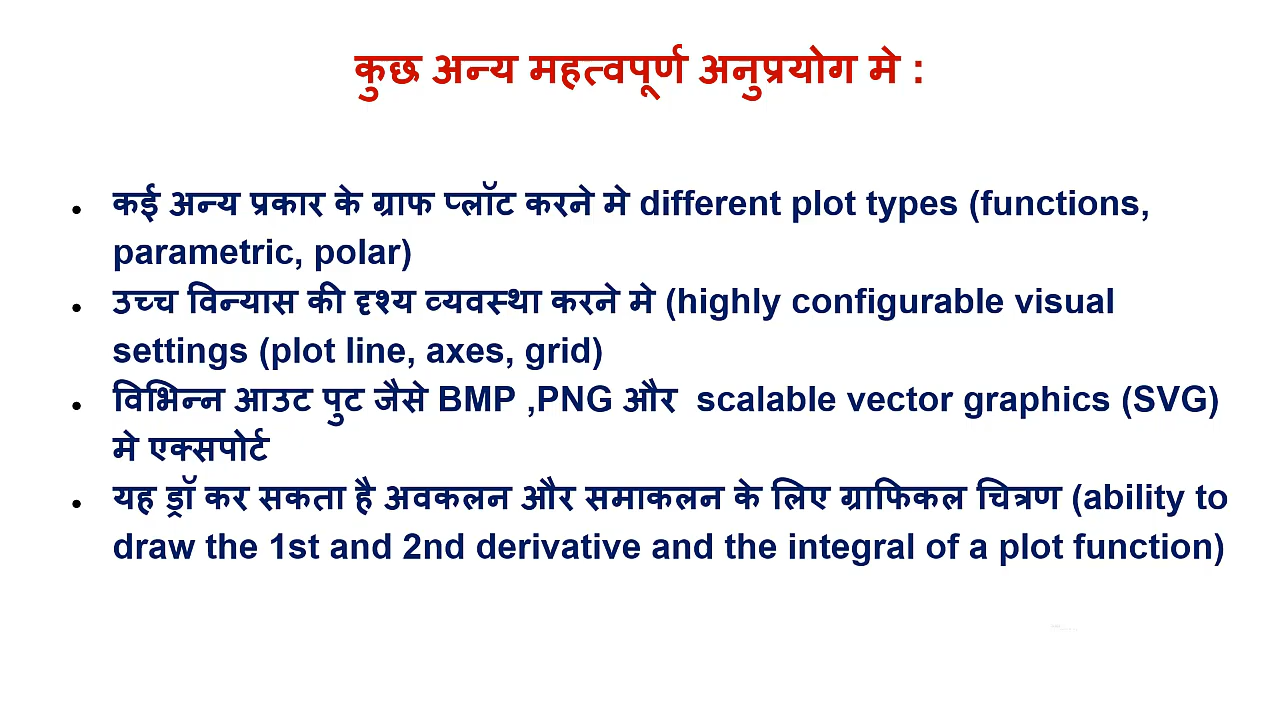 कुछ अन्य महत्वपूर्ण अनुप्रयोग मे :
कई अन्य प्रकार के ग्राफ प्लॉट करने मे different plot types (functions,
parametric, polar)
उच्च विन्यास की दृश्य व्यवस्था करने मे (highly configurable visual
settings (plot line, axes, grid)
विभिन्न आउट पुट जैसे BMP ,PNG और  scalable vector graphics (SVG)
मे एक्सपोर्ट
यह ड्रॉ कर सकता है अवकलन और समाकलन के लिए ग्राफिकल चित्रण (ability to
draw the 1st and 2nd derivative and the integral of a plot function)